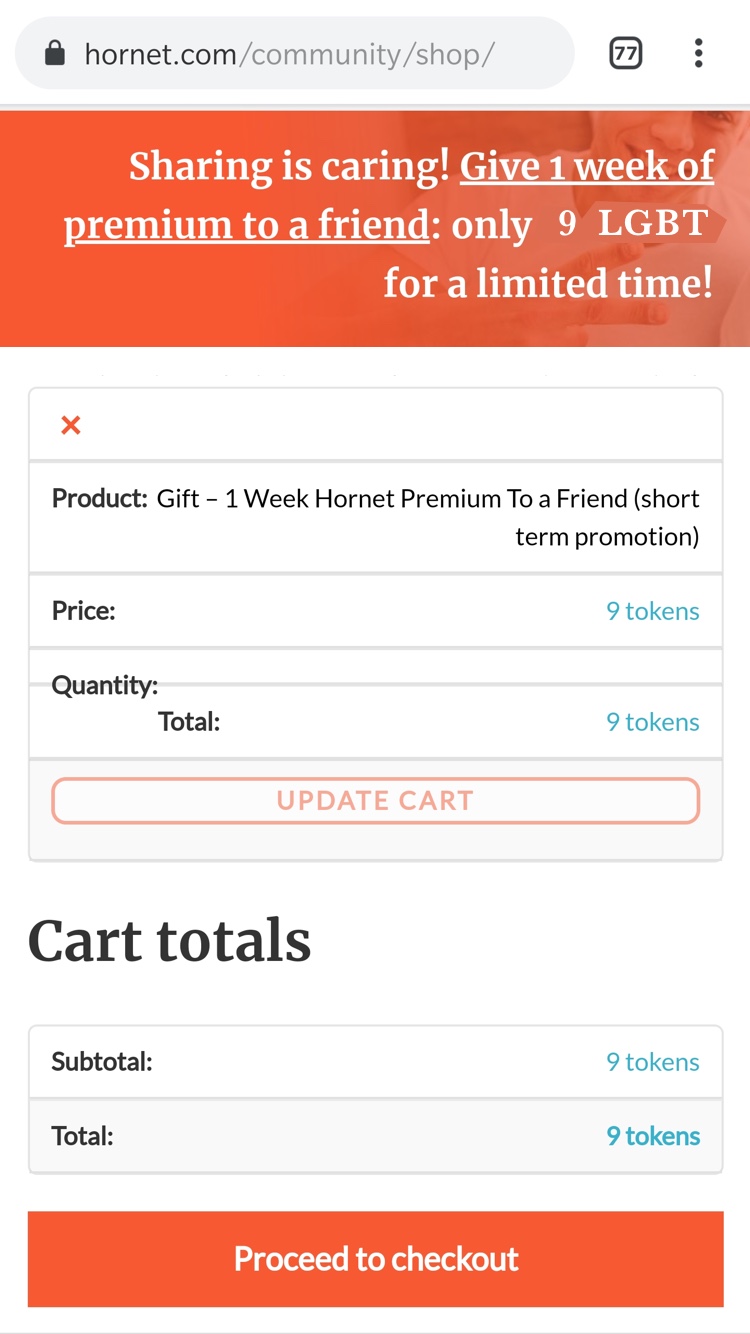 hornet.com/community/shop/
77
Sharing is caring! Give 1 week of
premium to a friend: only 9 LGBT
for a limited time!
×
Product: Gift – 1 Week Hornet Premium To a Friend (short
term promotion)
Price: 9 tokens
Quantity:
Total: 9 tokens
UPDATE CART
Cart totals
Subtotal: 9 tokens
Total: 9 tokens
Proceed to checkout